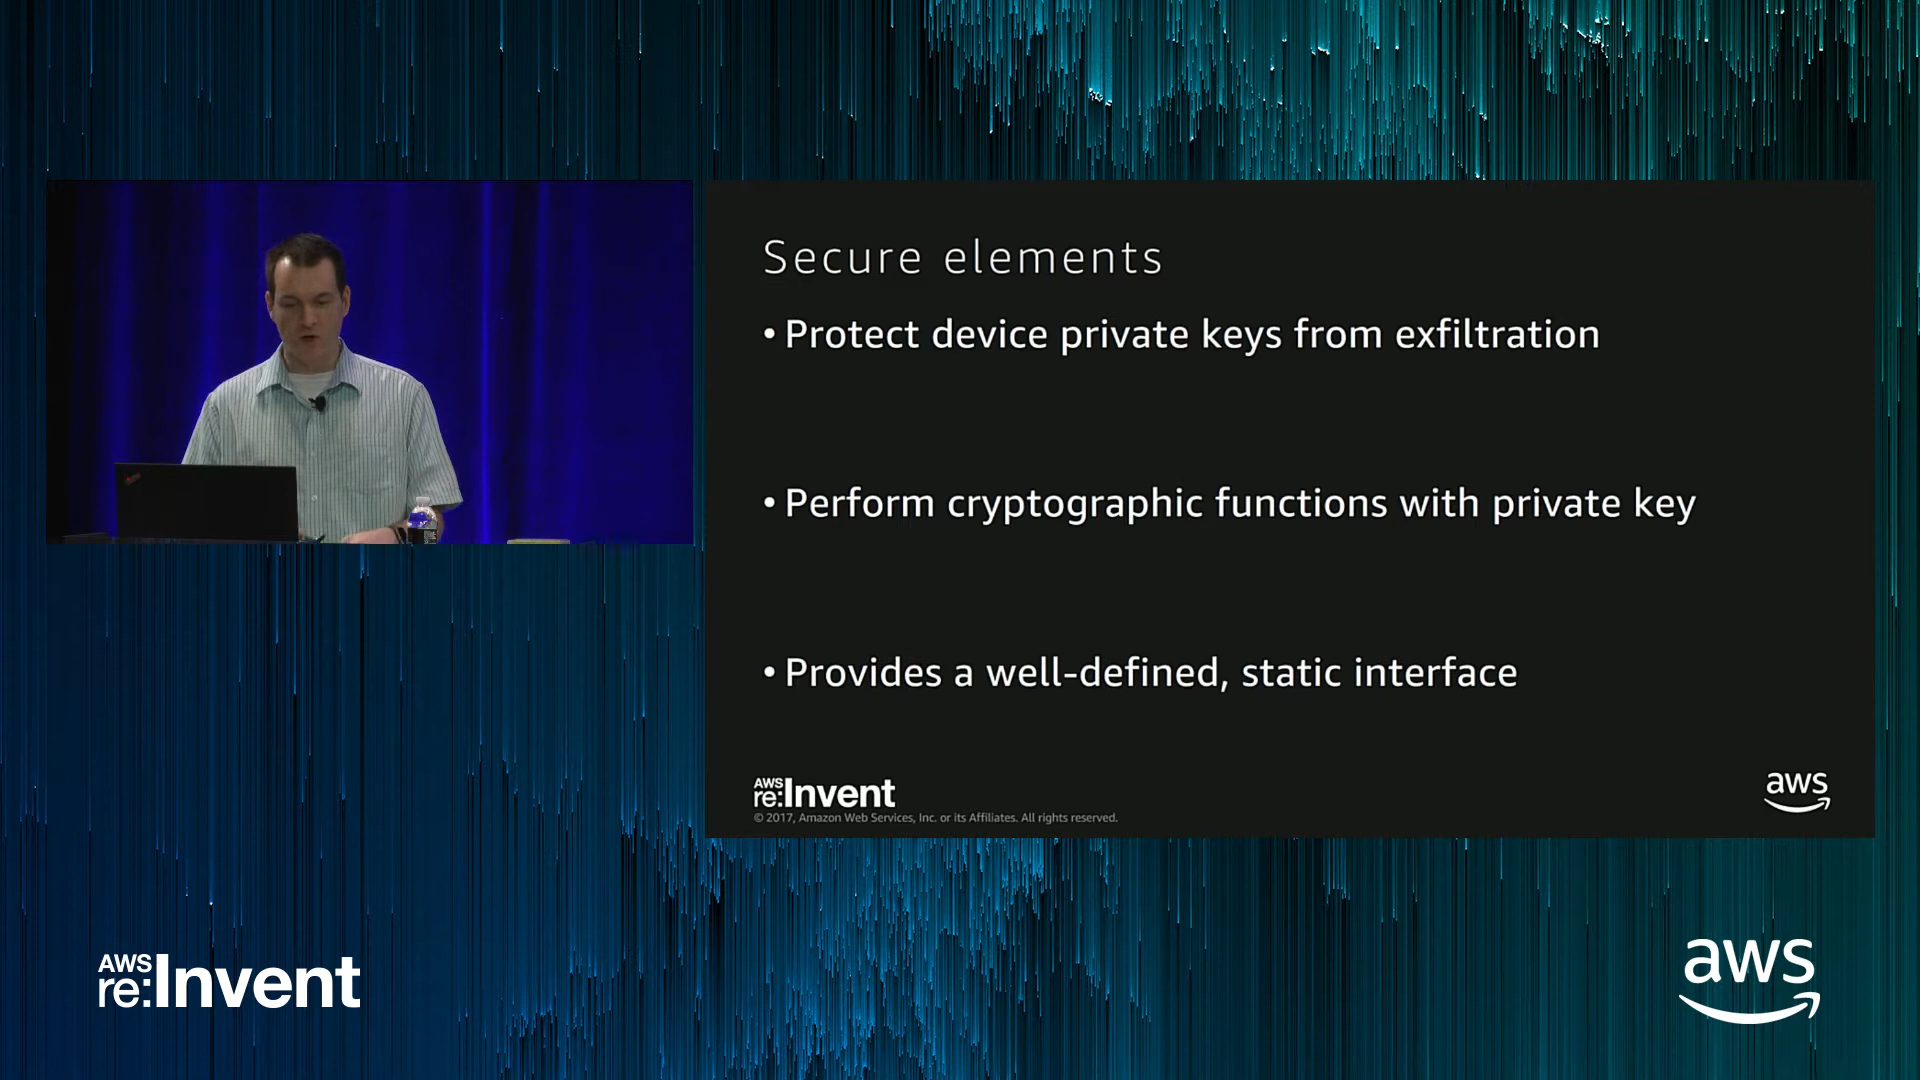 Secure elements
• Protect device private keys from exfiltration
• Perform cryptographic functions with private key
• Provides a well-defined, static interface
AWS
re:Invent
© 2017, Amazon Web Services, Inc. or its Affiliates. All rights reserved.
aws
AWS
re:Invent
aws